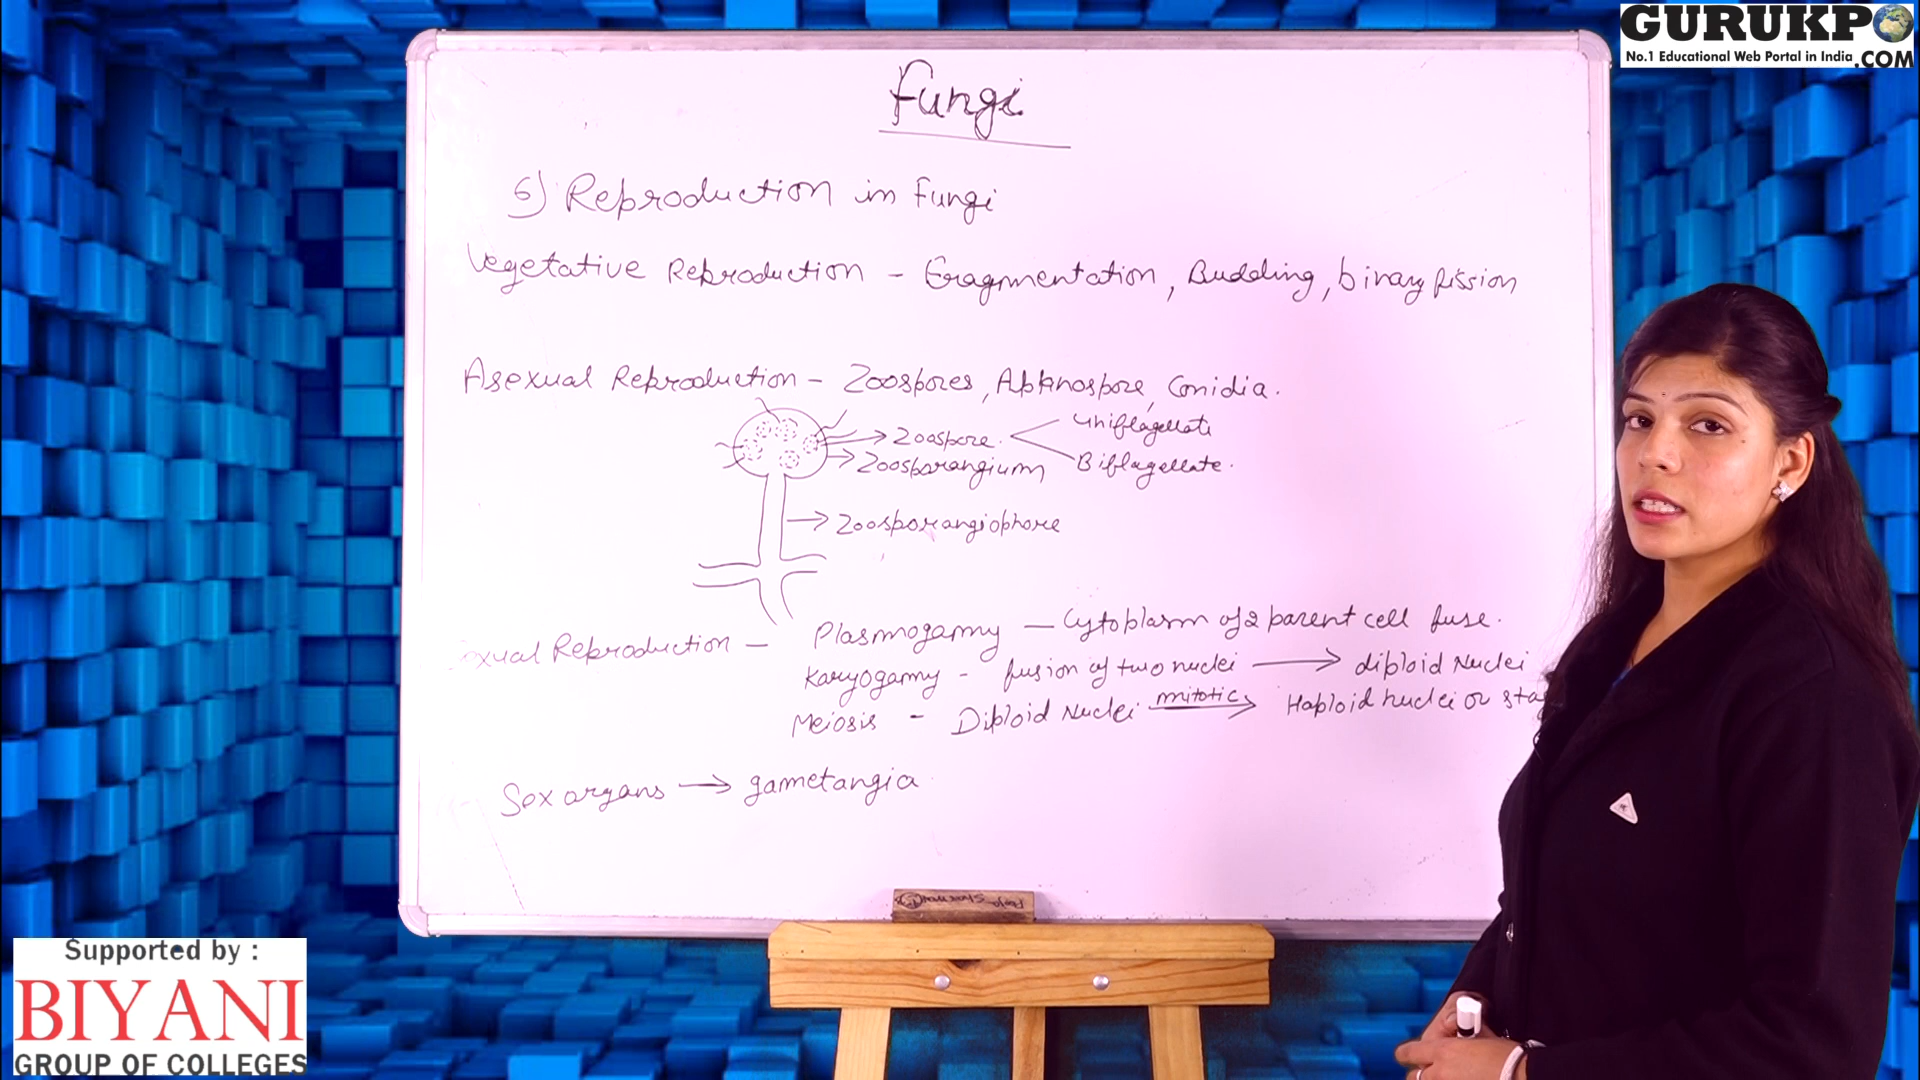 GURUKPO
No.1 Educational Web Portal in India .COM
Fungi
6) Reproduction in Fungi
Vegetative Reproduction - Fragmentation, Budding, binary fission
Asexual Reproduction - Zoospores, Aplanospore, Conidia.
Zoospore.
Uniflagellate
Biflagellate.
Zoosporangium
Zoosporangiophore
xual Reproduction - Plasmogamy - Cytoplasm of 2 parent cell fuse.
Karyogamy - fusion of two nuclei → diploid Nuclei
Meiosis - Diploid Nuclei mitotic → Haploid nuclei or sta
Sex organs → gametangia
Supported by :
BIYANI
GROUP OF COLLEGES